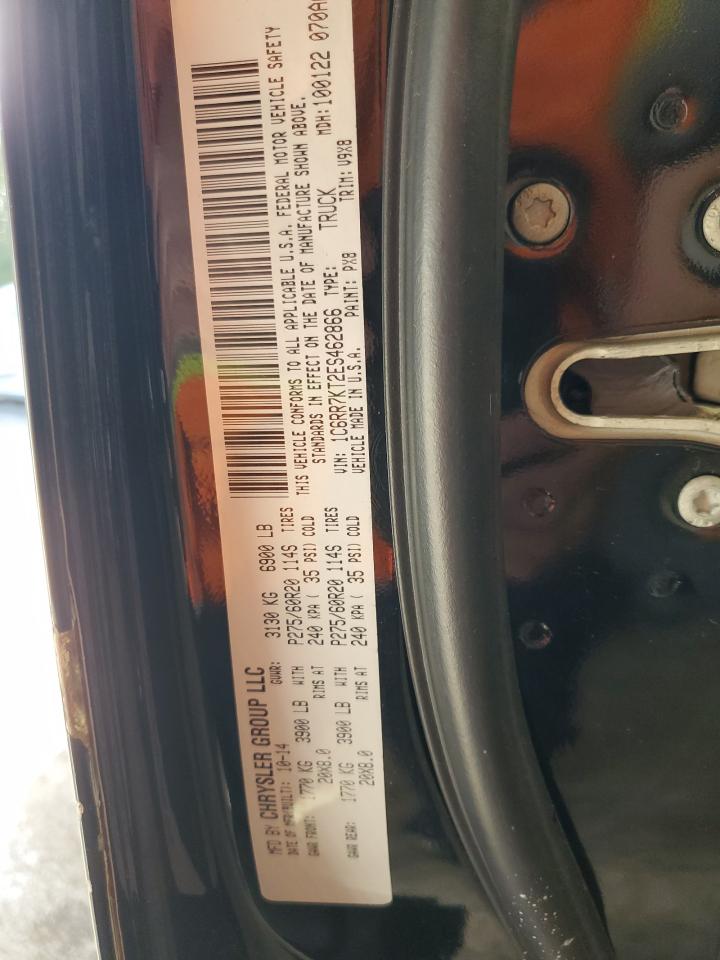 MFD BY CHRYSLER GROUP LLC
DATE OF MFR(BUILT): 10-14 GVWR: 3130 KG 6900 LB
GAWR FRONT: 1770 KG 3900 LB WITH P275/60R20 114S TIRES
20X8.0 RIMS AT 240 KPA ( 35 PSI) COLD
GAWR REAR: 1770 KG 3900 LB WITH P275/60R20 114S TIRES
20X8.0 RIMS AT 240 KPA ( 35 PSI) COLD
THIS VEHICLE CONFORMS TO ALL APPLICABLE U.S.A. FEDERAL MOTOR VEHICLE SAFETY
STANDARDS IN EFFECT ON THE DATE OF MANUFACTURE SHOWN ABOVE.
MDH:100122 070A
VIN: 1C6RR7KT2ES462866 TYPE: TRUCK
VEHICLE MADE IN U.S.A. PAINT: PX8 TRIM: V9X8